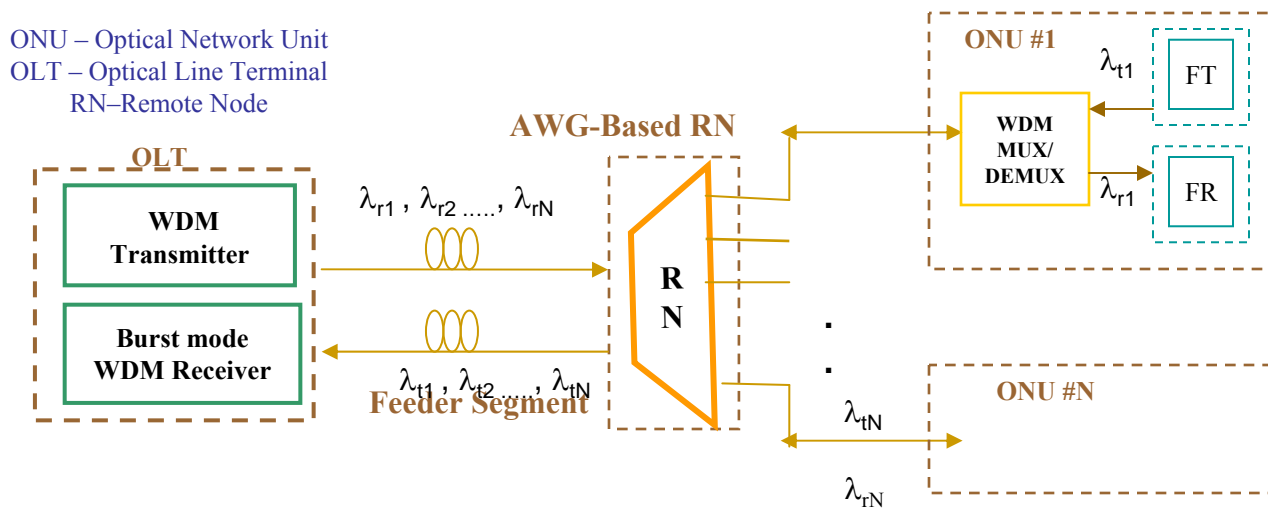 ONU – Optical Network Unit
OLT – Optical Line Terminal
RN–Remote Node
OLT
WDM
Transmitter
Burst mode
WDM Receiver
λr1 , λr2 ....., λrN
λt1 , λt2 ....., λtN
Feeder Segment
AWG-Based RN
R
N
.
.
ONU #1
WDM
MUX/
DEMUX
λt1
FT
λr1
FR
ONU #N
λtN
λrN